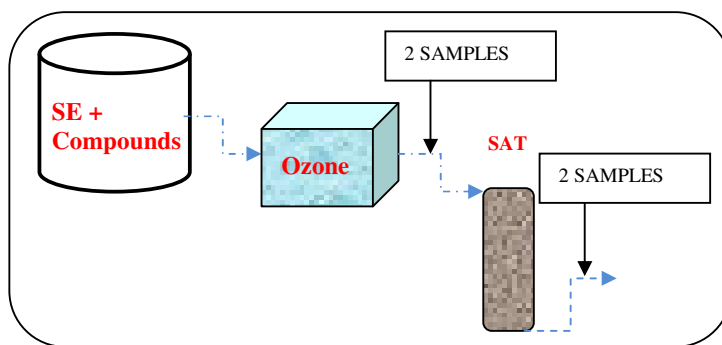 2 SAMPLES
SE +
Compounds
Ozone
SAT
2 SAMPLES